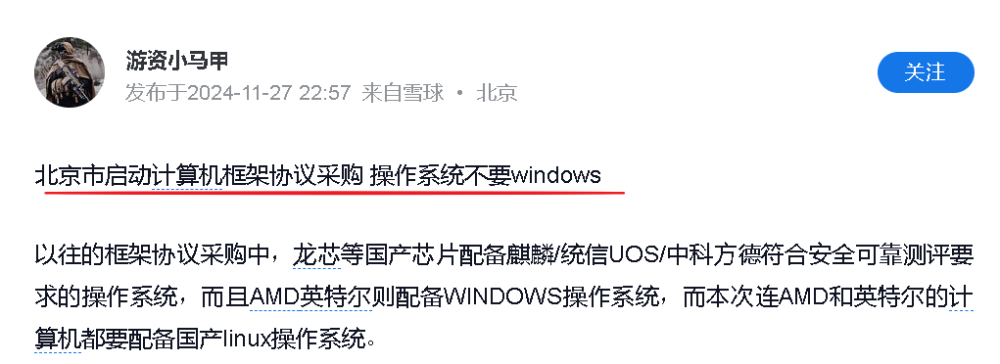 游资小马甲
关注
发布于2024-11-27 22:57 来自雪球 · 北京
北京市启动计算机框架协议采购 操作系统不要windows
以往的框架协议采购中，龙芯等国产芯片配备麒麟/统信UOS/中科方德符合安全可靠测评要
求的操作系统，而且AMD英特尔则配备WINDOWS操作系统，而本次连AMD和英特尔的计
算机都要配备国产linux操作系统。